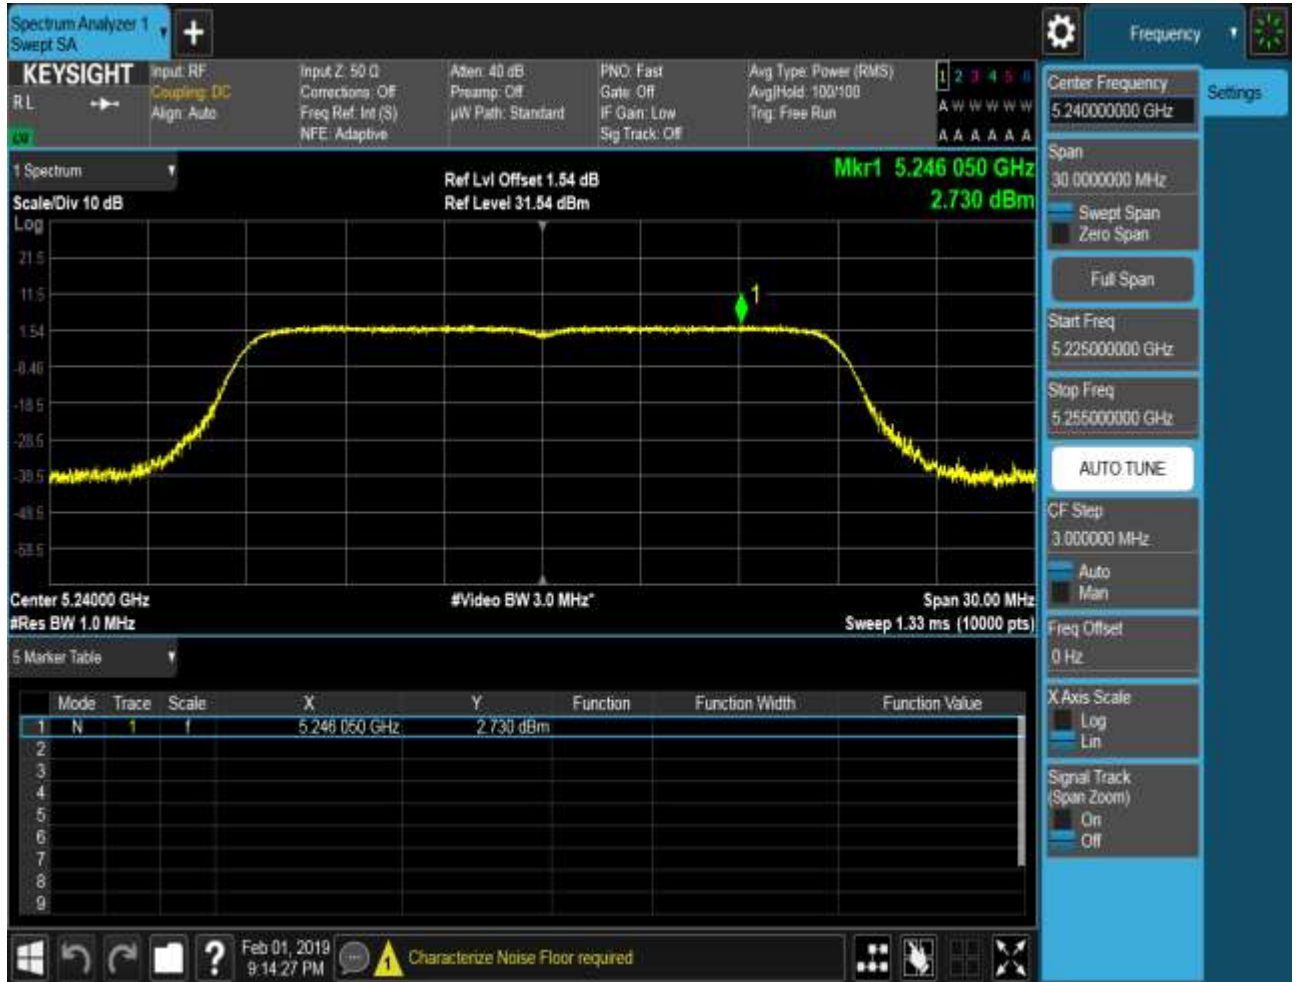 Spectrum Analyzer 1
Swept SA
+
Frequency
KEYSIGHT
R L
Input: RF
Coupling: DC
Align: Auto
Input Z: 50 Ω
Corrections: Off
Freq Ref: Int (S)
NFE: Adaptive
Atten: 40 dB
Preamp: Off
µW Path: Standard
PNO: Fast
Gate: Off
IF Gain: Low
Sig Track: Off
Avg Type: Power (RMS)
Avg|Hold: 100/100
Trig: Free Run
1 2 3 4 5 6
A W W W W W
A A A A A A
1 Spectrum
Scale/Div 10 dB
Ref Lvl Offset 1.54 dB
Ref Level 31.54 dBm
Mkr1 5.246 050 GHz
2.730 dBm
Log
21.5
11.5
1.54
-8.46
-18.5
-28.5
-38.5
-48.5
-58.5
1
Center 5.24000 GHz
#Res BW 1.0 MHz
#Video BW 3.0 MHz*
Span 30.00 MHz
Sweep 1.33 ms (10000 pts)
5 Marker Table
Mode Trace Scale X Y Function Function Width Function Value
1 N 1 f 5.246 050 GHz 2.730 dBm
2
3
4
5
6
7
8
9
Feb 01, 2019
9:14:27 PM
?
1
Characterize Noise Floor required
Center Frequency
5.240000000 GHz
Settings
Span
30.0000000 MHz
Swept Span
Zero Span
Full Span
Start Freq
5.225000000 GHz
Stop Freq
5.255000000 GHz
AUTO TUNE
CF Step
3.000000 MHz
Auto
Man
Freq Offset
0 Hz
X Axis Scale
Log
Lin
Signal Track
(Span Zoom)
On
Off